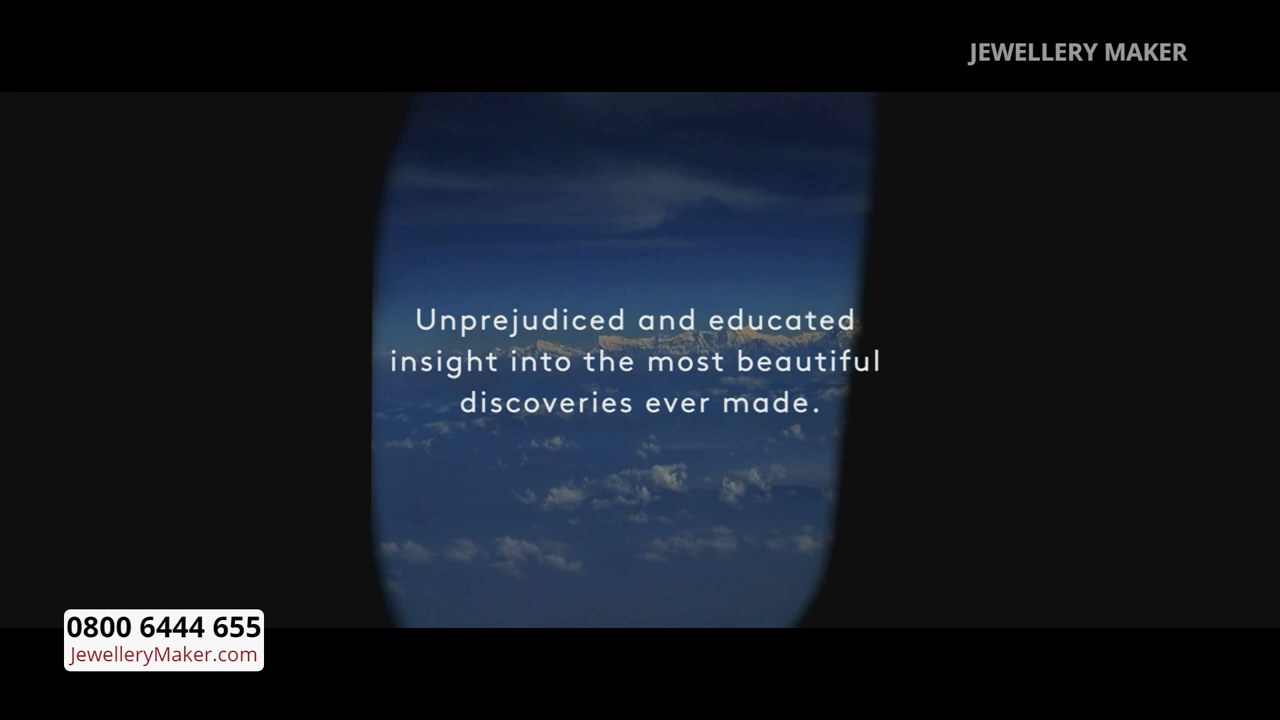 JEWELLERY MAKER
Unprejudiced and educated
insight into the most beautiful
discoveries ever made.
0800 6444 655
JewelleryMaker.com